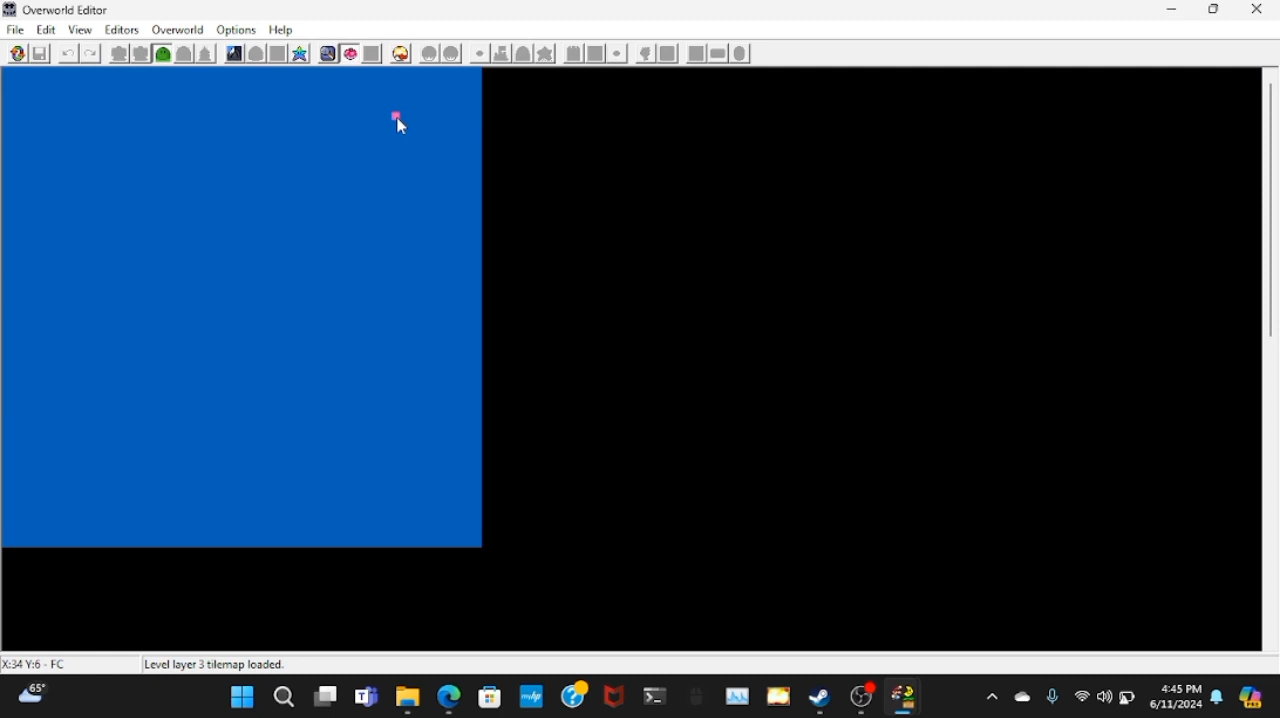 Overworld Editor
File Edit View Editors Overworld Options Help
X:34 Y:6 - FC Level layer 3 tilemap loaded.
65° myhp 4:45 PM
6/11/2024